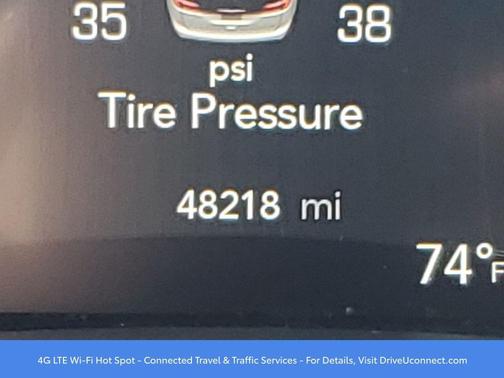 35 38
psi
Tire Pressure
48218 mi
74°F
4G LTE Wi-Fi Hot Spot - Connected Travel & Traffic Services - For Details, Visit DriveUconnect.com